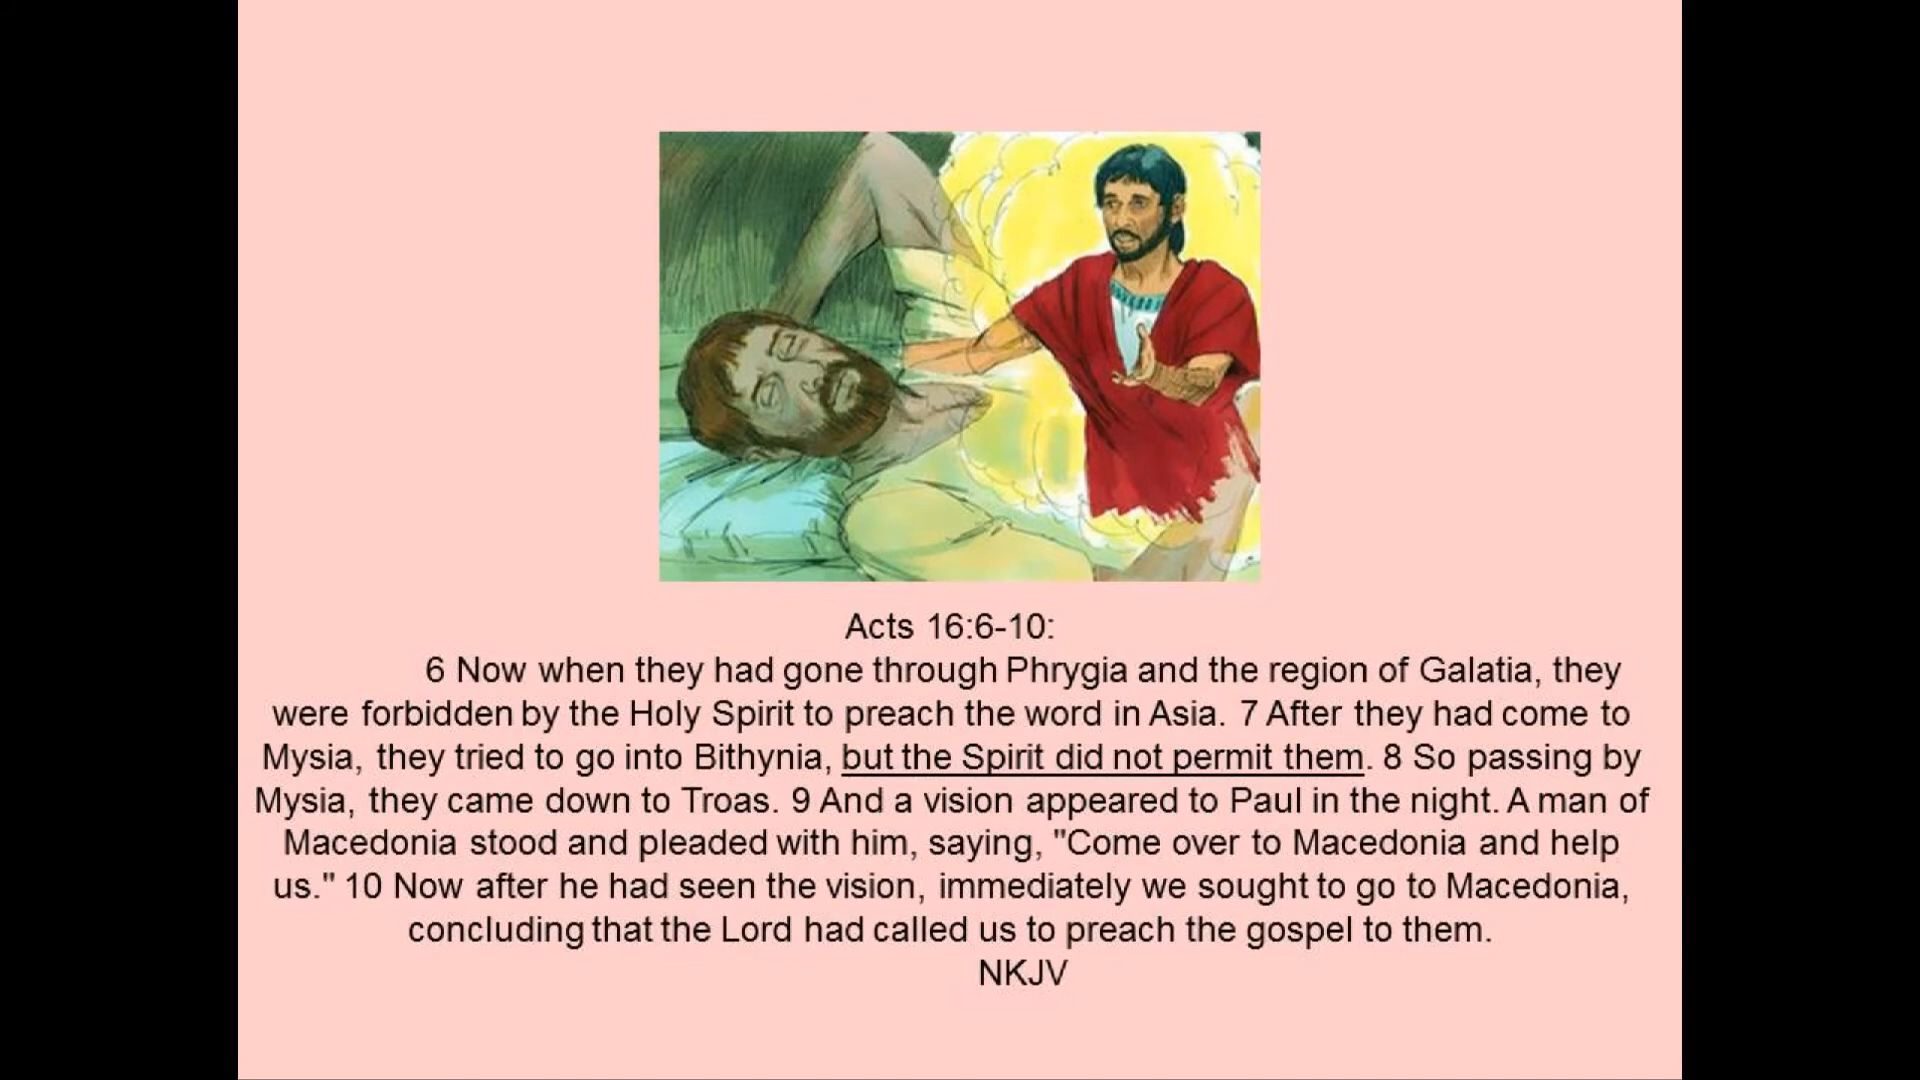 Acts 16:6-10:
6 Now when they had gone through Phrygia and the region of Galatia, they
were forbidden by the Holy Spirit to preach the word in Asia. 7 After they had come to
Mysia, they tried to go into Bithynia, but the Spirit did not permit them. 8 So passing by
Mysia, they came down to Troas. 9 And a vision appeared to Paul in the night. A man of
Macedonia stood and pleaded with him, saying, "Come over to Macedonia and help
us." 10 Now after he had seen the vision, immediately we sought to go to Macedonia,
concluding that the Lord had called us to preach the gospel to them.
NKJV